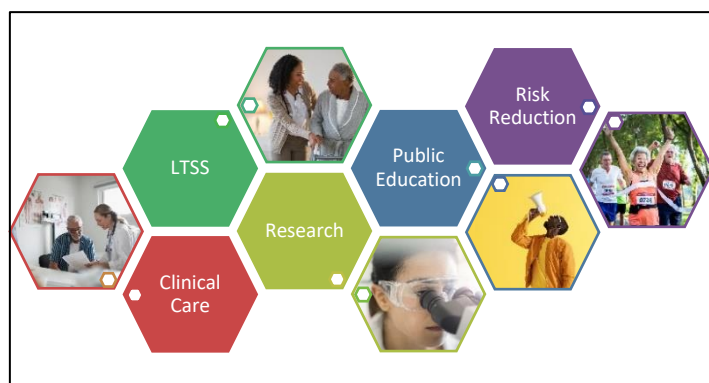 LTSS
Clinical
Care
Research
Public
Education
Risk
Reduction